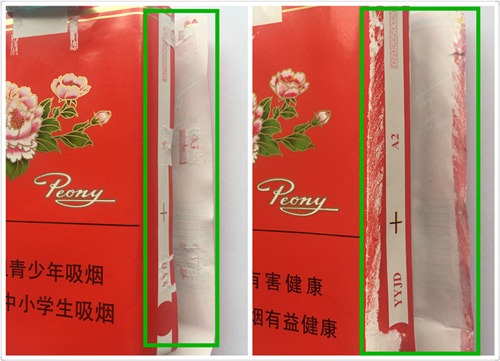 Peony
青少年吸烟
中小学生吸烟
Peony
A2
YYJD
有害健康
烟有益健康